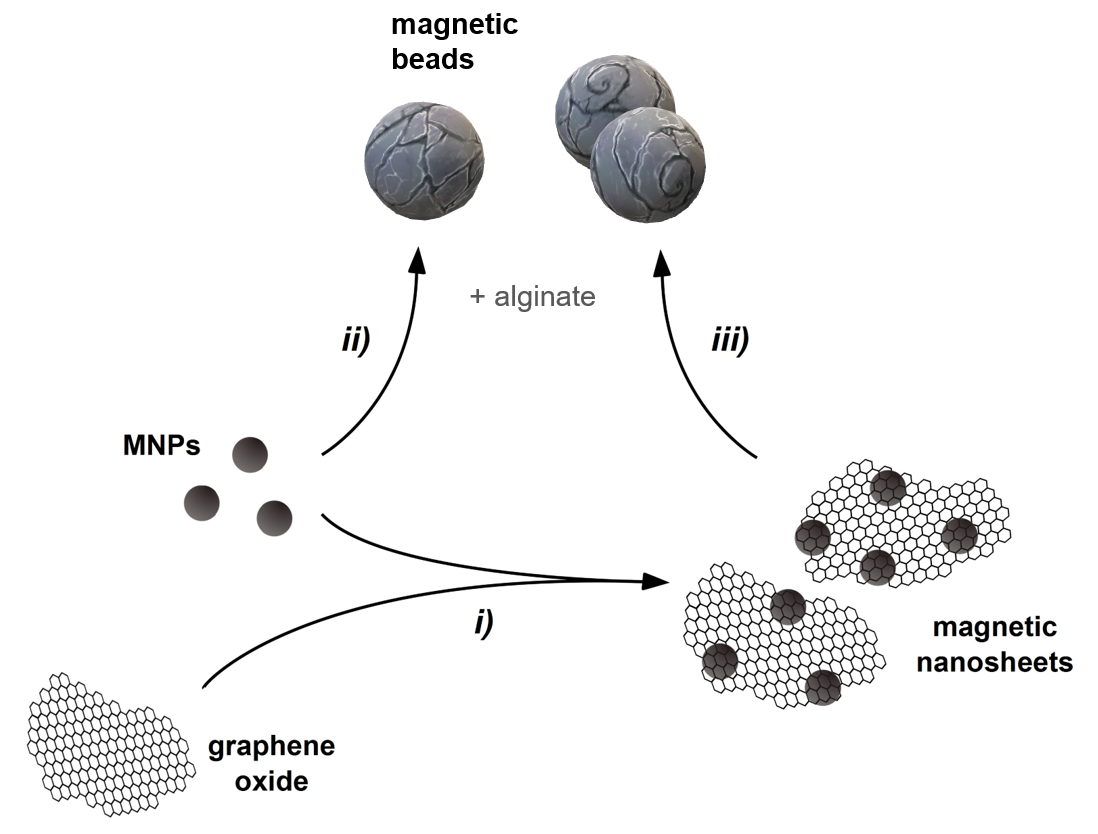 magnetic
beads
+ alginate
ii)
iii)
MNPs
i)
magnetic
nanosheets
graphene
oxide